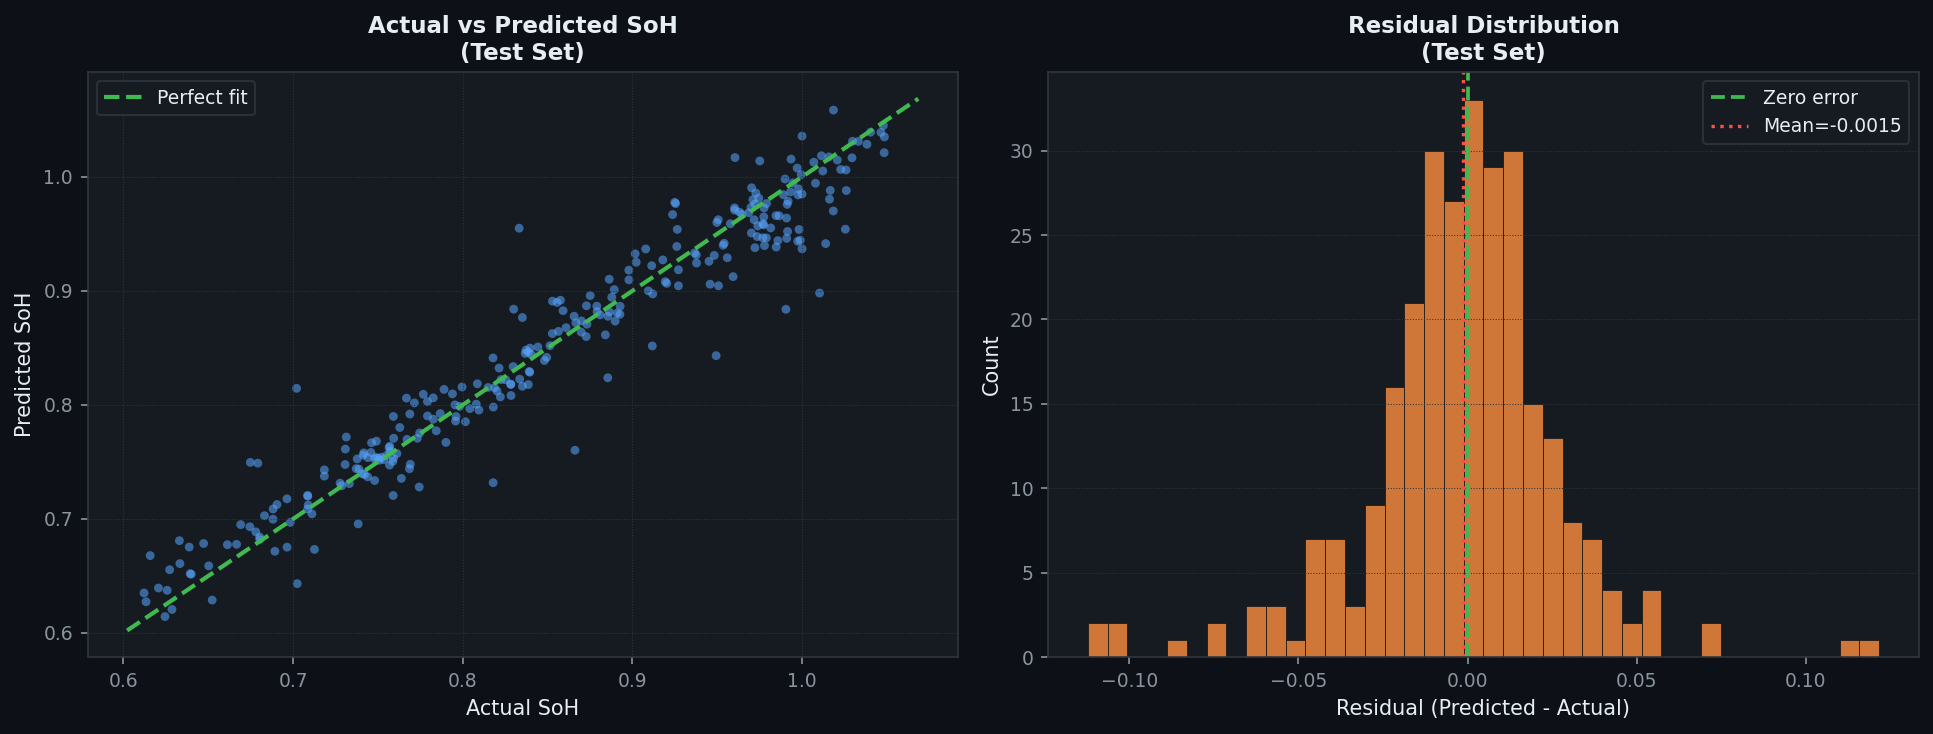 Actual vs Predicted SoH
(Test Set)
Perfect fit
1.0
0.9
0.8
0.7
0.6
Predicted SoH
0.6
0.7
0.8
0.9
1.0
Actual SoH
Residual Distribution
(Test Set)
Zero error
Mean=-0.0015
30
25
20
15
10
5
0
Count
−0.10
−0.05
0.00
0.05
0.10
Residual (Predicted - Actual)